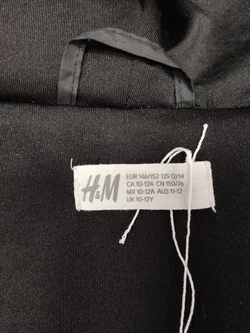 H&M
EUR 146/152 US 12/14
CA 10-12A CN 150/76
MX 10-12A AUS 11-12
UK 10-12Y